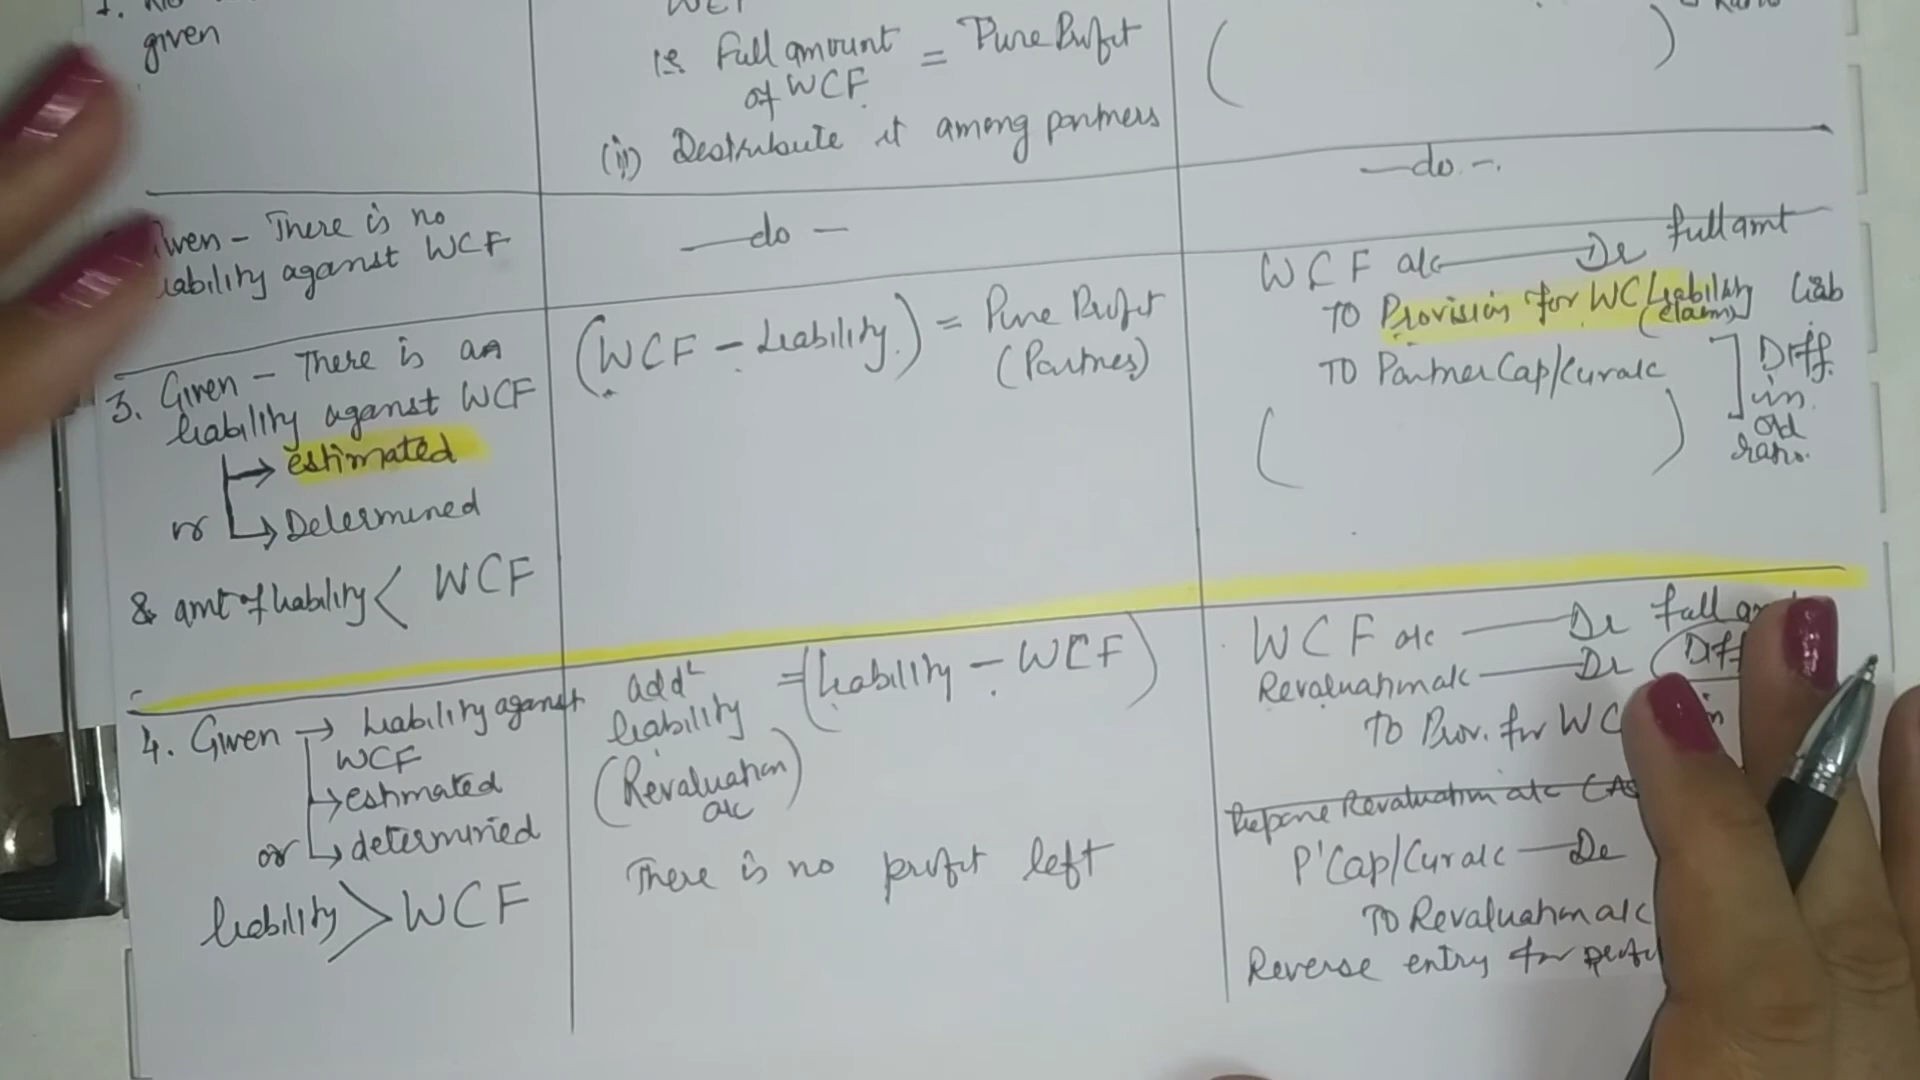 given
is Full amount = Pure Profit
of WCF
(ii) Distribute it among partners
(
)
There is no
liability against WCF
— do —
— do —.
3. Given - There is an
liability against WCF
→ estimated
or → Determined
& amt of liability < WCF
(WCF - Liability) = Pure Profit
(Partners)
WCF a/c —— Dr full amt
To Provision for WC Liability Liab
(claim)
To Partner Cap/Cur a/c ] Diff.
in
old
ratio.
( )
4. Given → Liability against
WCF
→ estimated
or → determined
liability > WCF
addl = (Liability - WCF)
liability
(Revaluation
a/c)
There is no profit left
WCF a/c —— Dr full
Revaluation a/c —— Dr (Diff
To Prov. for WC
Prepare Revaluation a/c
P'Cap/Cur a/c — Dr
To Revaluation a/c
Reverse entry for